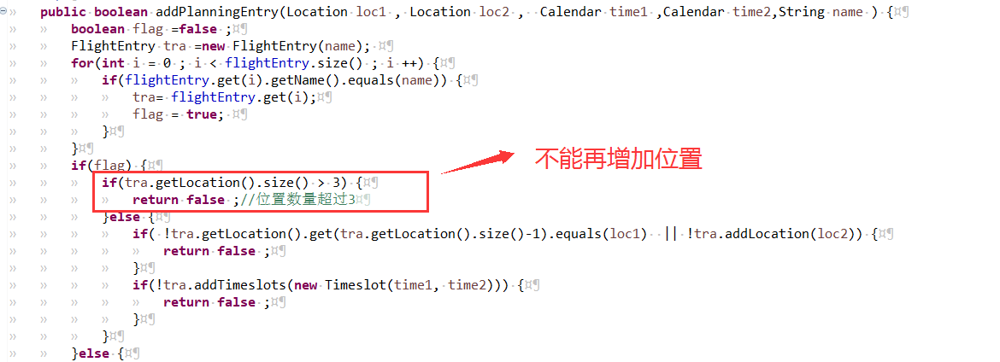 public boolean addPlanningEntry(Location loc1 , Location loc2 ,  Calendar time1 ,Calendar time2,String name ) {
boolean flag =false ;
FlightEntry tra =new FlightEntry(name);
for(int i = 0 ; i < flightEntry.size() ; i ++) {
if(flightEntry.get(i).getName().equals(name)) {
tra= flightEntry.get(i);
flag = true;
}
}
if(flag) {
不能再增加位置
if(tra.getLocation().size() > 3) {
return false ;//位置数量超过3
}else {
if( !tra.getLocation().get(tra.getLocation().size()-1).equals(loc1)  || !tra.addLocation(loc2)) {
return false ;
}
if(!tra.addTimeslots(new Timeslot(time1, time2))) {
return false ;
}
}
}else {